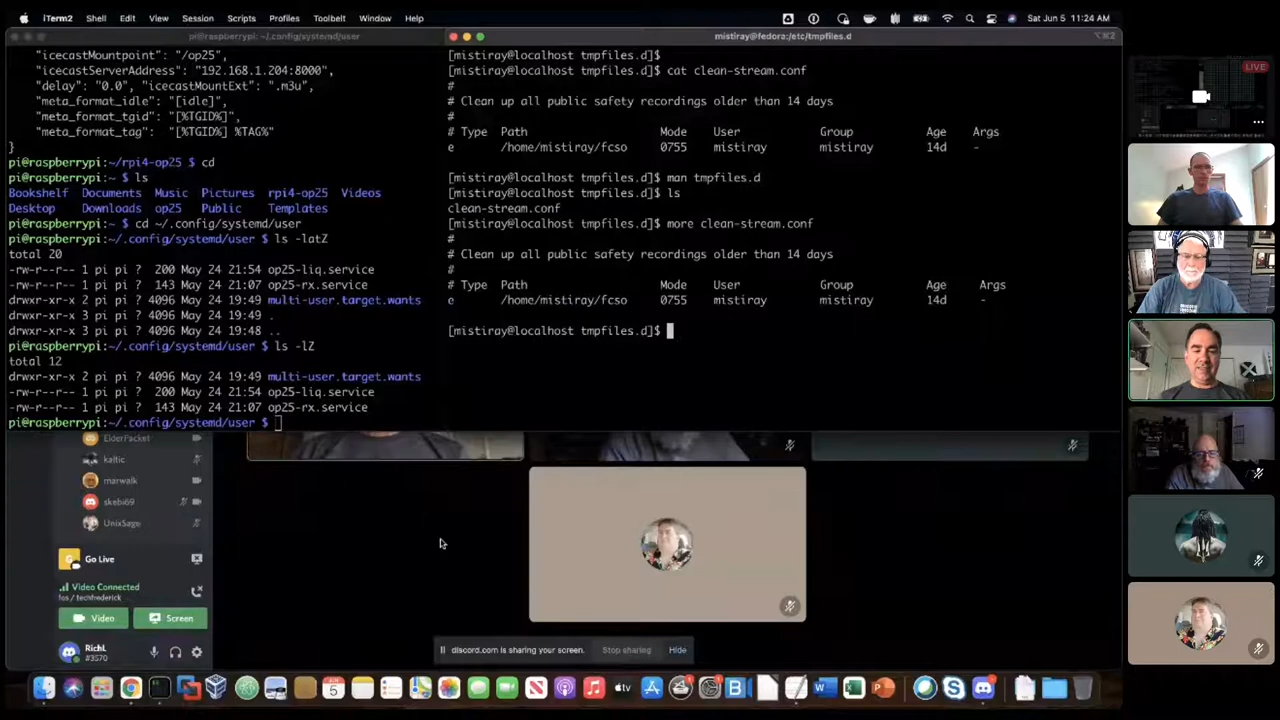 iTerm2 Shell Edit View Session Scripts Profiles Toolbelt Window Help
Sat Jun 5 11:24 AM
pi@raspberrypi: ~/.config/systemd/user
"icecastMountpoint": "/op25",
"icecastServerAddress": "192.168.1.204:8000",
"delay": "0.0", "icecastMountExt": ".m3u",
"meta_format_idle": "[idle]",
"meta_format_tgid": "[%TGID%]",
"meta_format_tag": "[%TGID%] %TAG%"
}
pi@raspberrypi:~/rpi4-op25 $ cd
pi@raspberrypi:~ $ ls
Bookshelf Documents Music Pictures rpi4-op25 Videos
Desktop Downloads op25 Public Templates
pi@raspberrypi:~ $ cd ~/.config/systemd/user
pi@raspberrypi:~/.config/systemd/user $ ls -latZ
total 20
-rw-r--r-- 1 pi pi ? 200 May 24 21:54 op25-liq.service
-rw-r--r-- 1 pi pi ? 143 May 24 21:07 op25-rx.service
drwxr-xr-x 2 pi pi ? 4096 May 24 19:49 multi-user.target.wants
drwxr-xr-x 3 pi pi ? 4096 May 24 19:49 .
drwxr-xr-x 3 pi pi ? 4096 May 24 19:48 ..
pi@raspberrypi:~/.config/systemd/user $ ls -lZ
total 12
drwxr-xr-x 2 pi pi ? 4096 May 24 19:49 multi-user.target.wants
-rw-r--r-- 1 pi pi ? 200 May 24 21:54 op25-liq.service
-rw-r--r-- 1 pi pi ? 143 May 24 21:07 op25-rx.service
pi@raspberrypi:~/.config/systemd/user $
mistiray@fedora:/etc/tmpfiles.d
⌥⌘2
[mistiray@localhost tmpfiles.d]$
[mistiray@localhost tmpfiles.d]$ cat clean-stream.conf
#
# Clean up all public safety recordings older than 14 days
#
# Type Path Mode User Group Age Args
e /home/mistiray/fcso 0755 mistiray mistiray 14d -
[mistiray@localhost tmpfiles.d]$ man tmpfiles.d
[mistiray@localhost tmpfiles.d]$ ls
clean-stream.conf
[mistiray@localhost tmpfiles.d]$ more clean-stream.conf
#
# Clean up all public safety recordings older than 14 days
#
# Type Path Mode User Group Age Args
e /home/mistiray/fcso 0755 mistiray mistiray 14d -
[mistiray@localhost tmpfiles.d]$
LIVE
ElderPacket
kaltic
marwalk
skebi69
UnixSage
Go Live
Video Connected
fos / techfrederick
Video Screen
RichL
#3570
discord.com is sharing your screen. Stop sharing Hide
JUN
5
tv